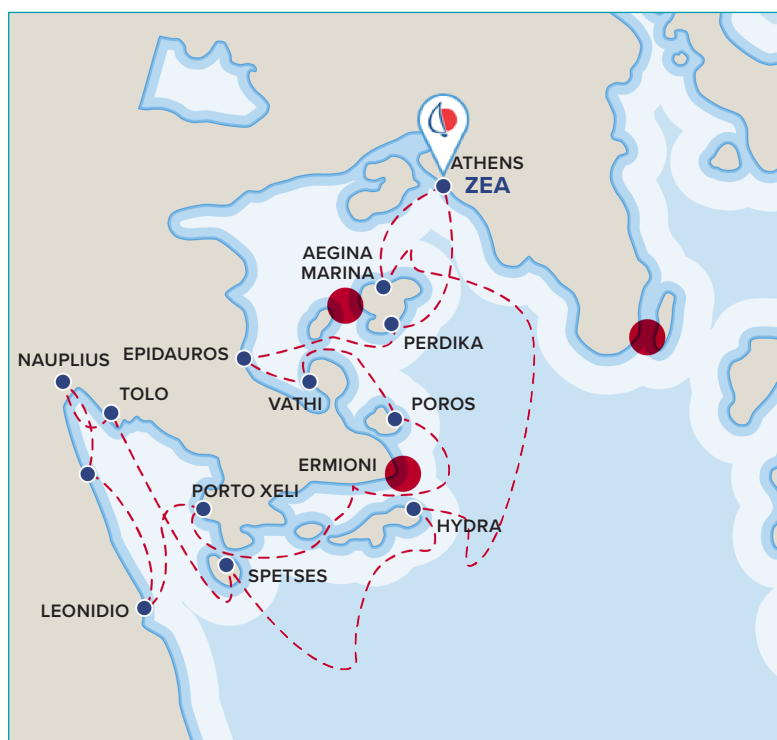 ATHENS
ZEA
AEGINA
MARINA
PERDIKA
EPIDAUROS
NAUPLIUS
TOLO
VATHI
POROS
ERMIONI
PORTO XELI
HYDRA
SPETSES
LEONIDIO